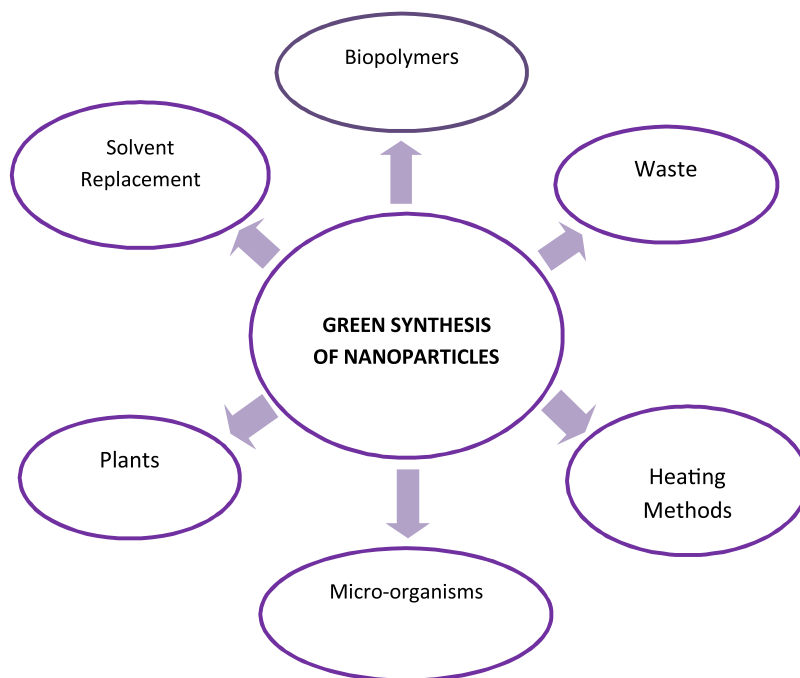 Biopolymers
Solvent
Replacement
Waste
GREEN SYNTHESIS
OF NANOPARTICLES
Plants
Heating
Methods
Micro-organisms